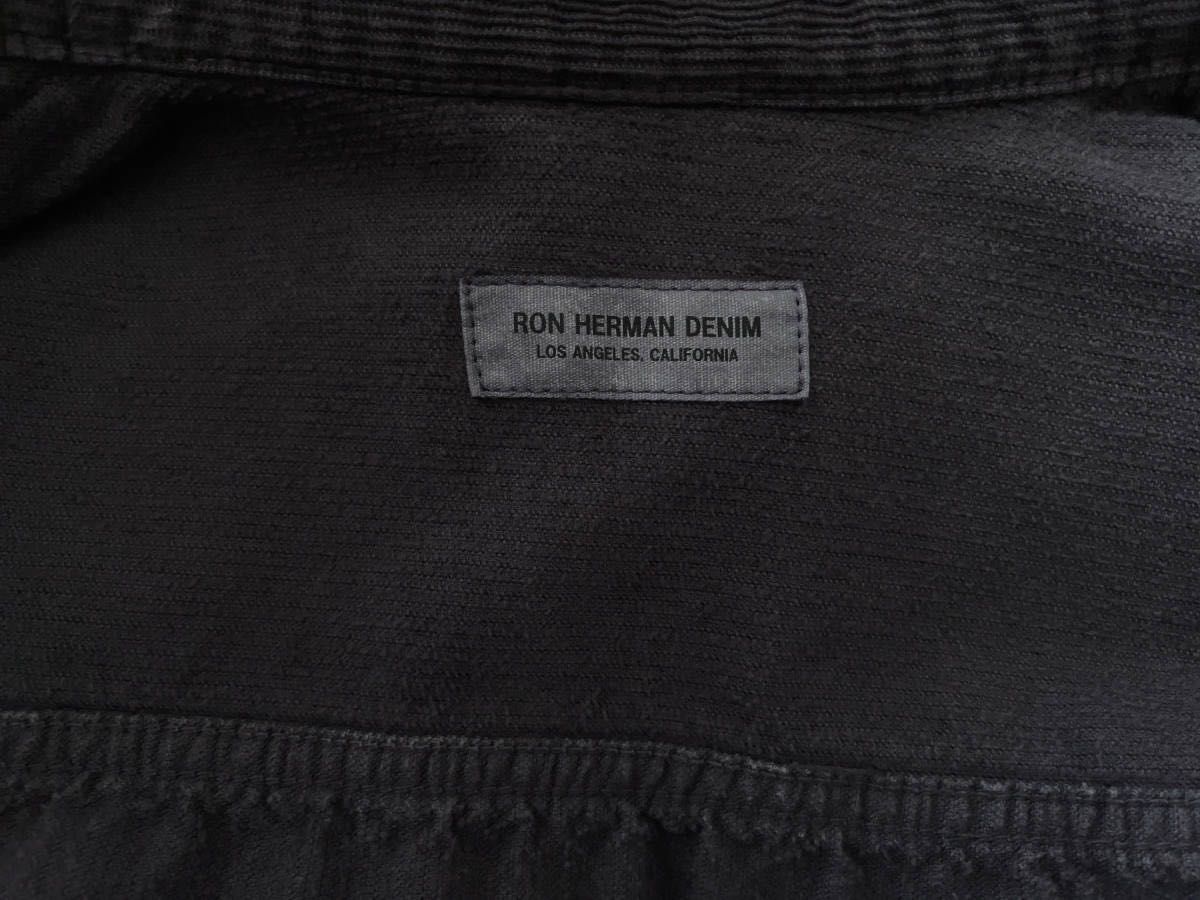 RON HERMAN DENIM
LOS ANGELES, CALIFORNIA